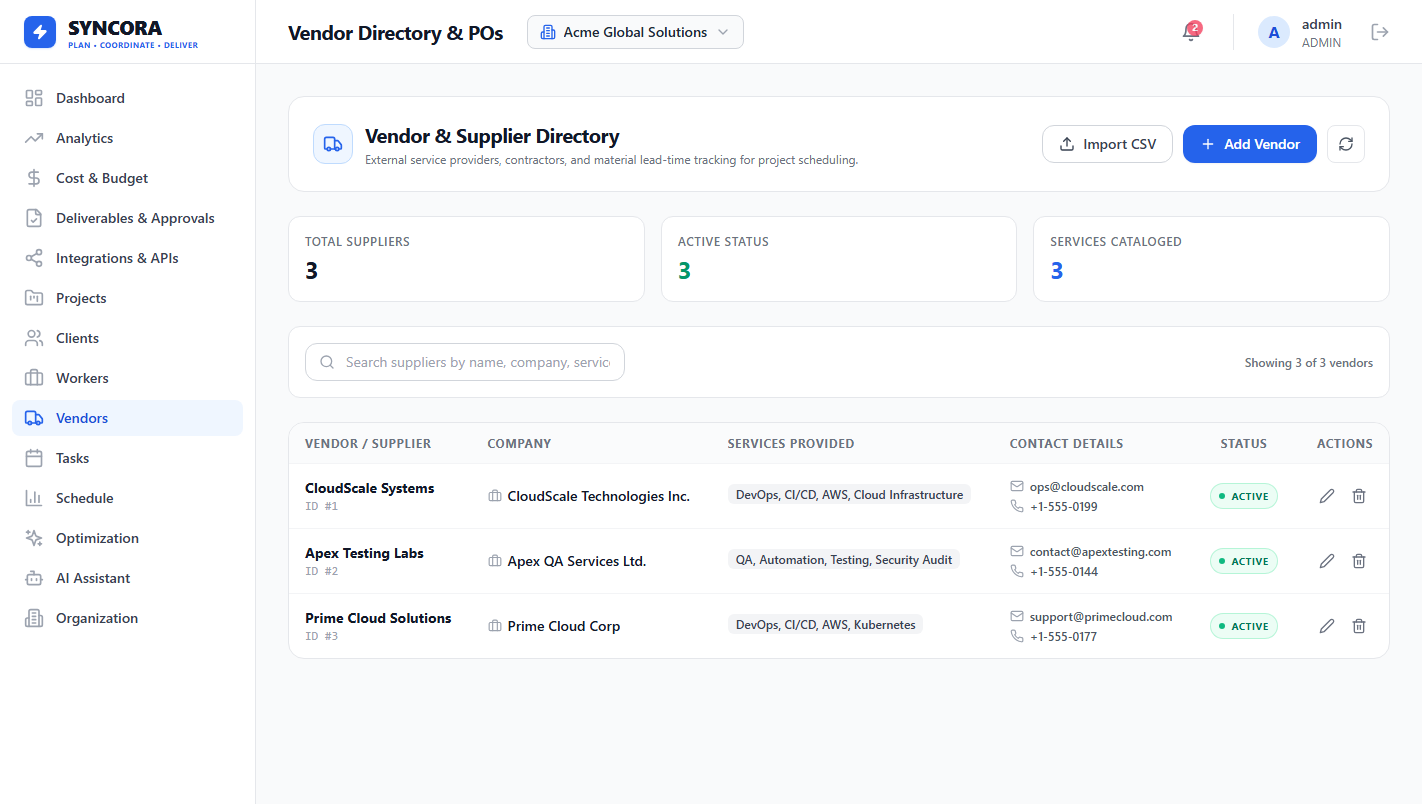 SYNCORA
PLAN • COORDINATE • DELIVER
Vendor Directory & POs
Acme Global Solutions
2
A
admin
ADMIN
Dashboard
Analytics
Cost & Budget
Deliverables & Approvals
Integrations & APIs
Projects
Clients
Workers
Vendors
Tasks
Schedule
Optimization
AI Assistant
Organization
Vendor & Supplier Directory
External service providers, contractors, and material lead-time tracking for project scheduling.
Import CSV
Add Vendor
TOTAL SUPPLIERS
3
ACTIVE STATUS
3
SERVICES CATALOGED
3
Search suppliers by name, company, servic
Showing 3 of 3 vendors
VENDOR / SUPPLIER COMPANY SERVICES PROVIDED CONTACT DETAILS STATUS ACTIONS
CloudScale Systems
ID #1
CloudScale Technologies Inc.
DevOps, CI/CD, AWS, Cloud Infrastructure
ops@cloudscale.com
+1-555-0199
ACTIVE
Apex Testing Labs
ID #2
Apex QA Services Ltd.
QA, Automation, Testing, Security Audit
contact@apextesting.com
+1-555-0144
ACTIVE
Prime Cloud Solutions
ID #3
Prime Cloud Corp
DevOps, CI/CD, AWS, Kubernetes
support@primecloud.com
+1-555-0177
ACTIVE